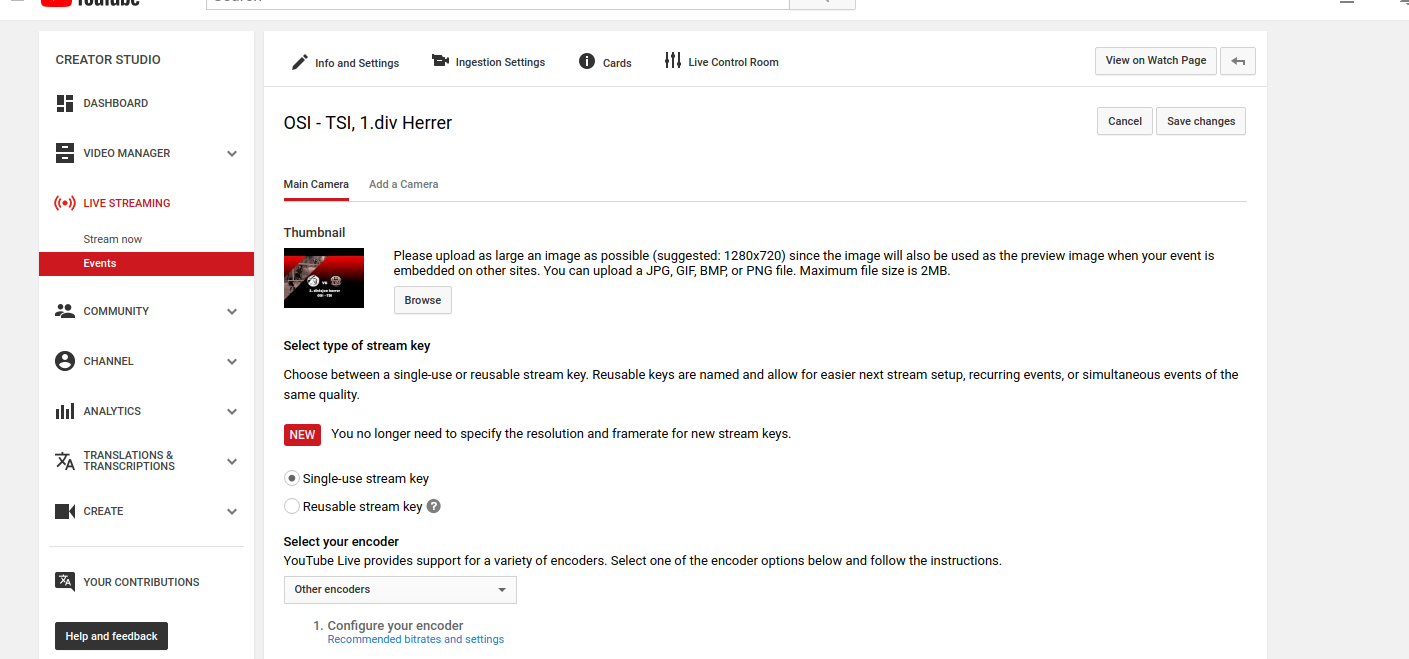 YouTube
Search
CREATOR STUDIO
DASHBOARD
VIDEO MANAGER
LIVE STREAMING
Stream now
Events
COMMUNITY
CHANNEL
ANALYTICS
TRANSLATIONS &
TRANSCRIPTIONS
CREATE
YOUR CONTRIBUTIONS
Help and feedback
Info and Settings
Ingestion Settings
Cards
Live Control Room
View on Watch Page
OSI - TSI, 1.div Herrer
Cancel
Save changes
Main Camera
Add a Camera
Thumbnail
vs
OSI - TSI
Please upload as large an image as possible (suggested: 1280x720) since the image will also be used as the preview image when your event is
embedded on other sites. You can upload a JPG, GIF, BMP, or PNG file. Maximum file size is 2MB.
Browse
Select type of stream key
Choose between a single-use or reusable stream key. Reusable keys are named and allow for easier next stream setup, recurring events, or simultaneous events of the
same quality.
NEW You no longer need to specify the resolution and framerate for new stream keys.
Single-use stream key
Reusable stream key ?
Select your encoder
YouTube Live provides support for a variety of encoders. Select one of the encoder options below and follow the instructions.
Other encoders
1. Configure your encoder
Recommended bitrates and settings